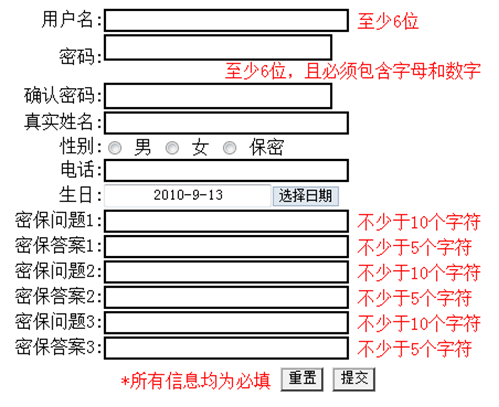 用户名: 至少6位
密码:
至少6位，且必须包含字母和数字
确认密码:
真实姓名:
性别: 男 女 保密
电话:
生日: 2010-9-13 选择日期
密保问题1: 不少于10个字符
密保答案1: 不少于5个字符
密保问题2: 不少于10个字符
密保答案2: 不少于5个字符
密保问题3: 不少于10个字符
密保答案3: 不少于5个字符
*所有信息均为必填 重置 提交